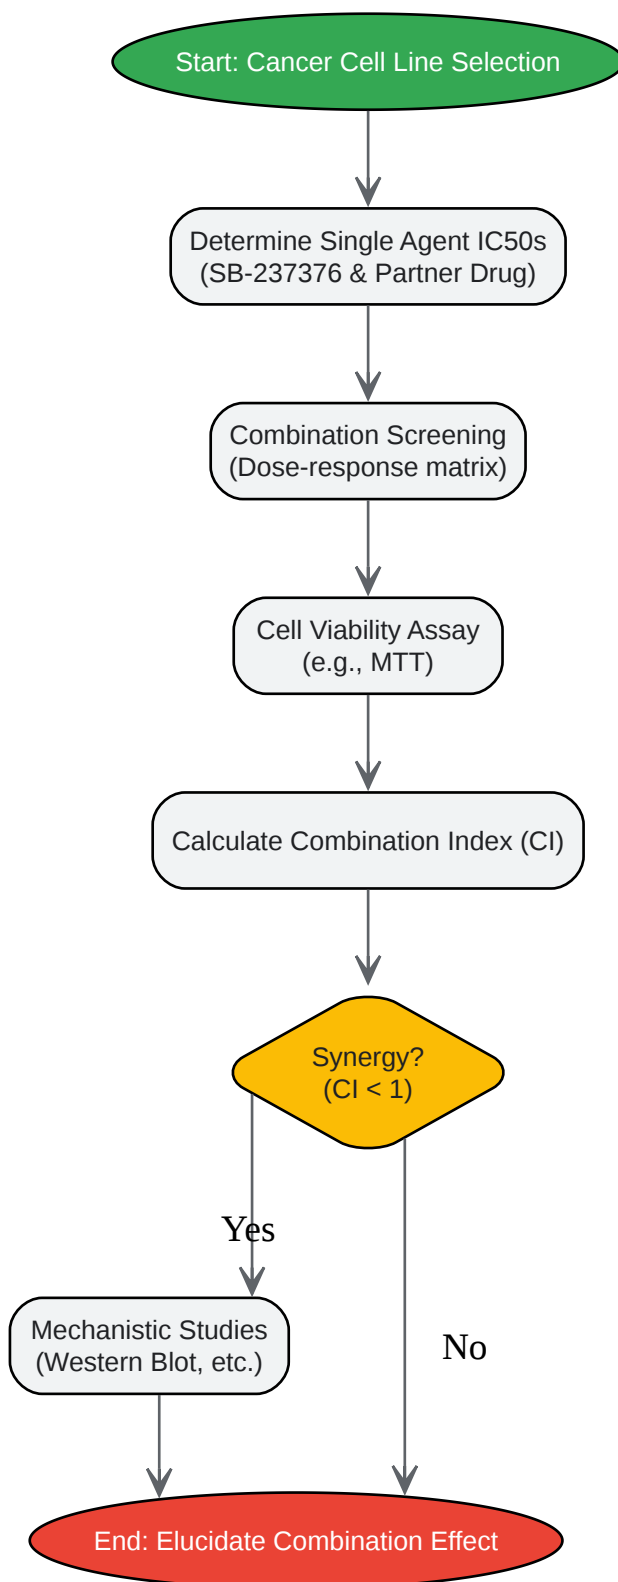 Start: Cancer Cell Line Selection
Determine Single Agent IC50s
(SB-237376 & Partner Drug)
Combination Screening
(Dose-response matrix)
Cell Viability Assay
(e.g., MTT)
Calculate Combination Index (CI)
Synergy?
(CI < 1)
Yes
Mechanistic Studies
(Western Blot, etc.)
No
End: Elucidate Combination Effect